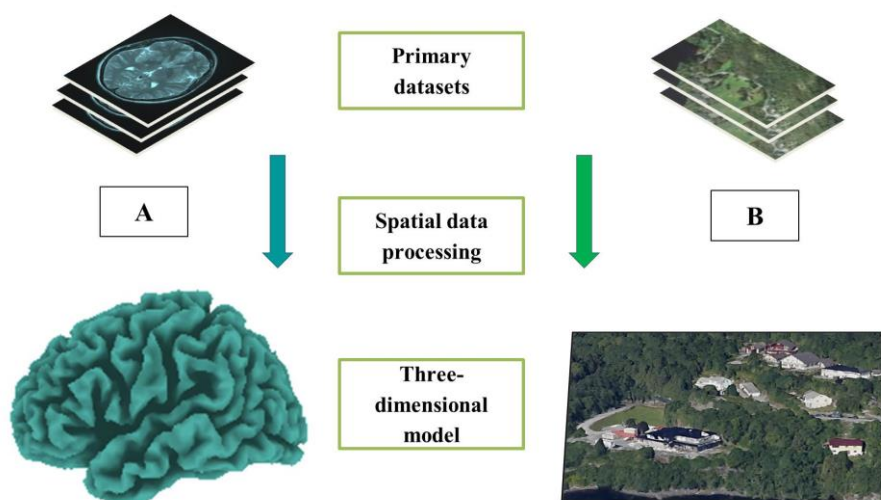 Primary
datasets
A
Spatial data
processing
B
Three-
dimensional
model